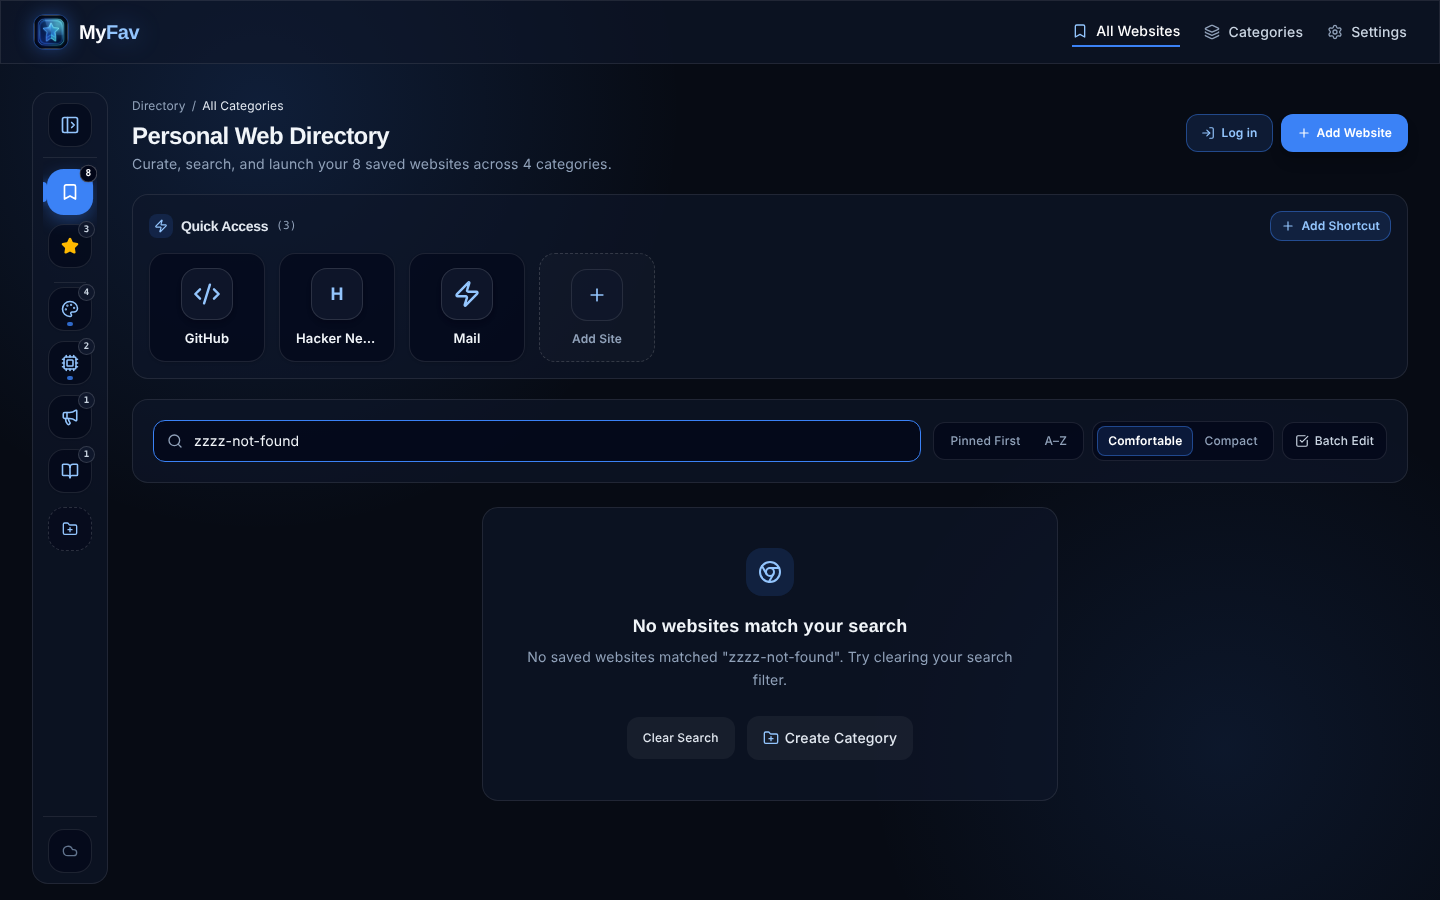 MyFav
All Websites
Categories
Settings
8
3
4
2
1
1
Directory / All Categories
Personal Web Directory
Curate, search, and launch your 8 saved websites across 4 categories.
Log in
Add Website
Quick Access (3)
Add Shortcut
GitHub
H
Hacker Ne...
Mail
Add Site
zzzz-not-found
Pinned First
A–Z
Comfortable
Compact
Batch Edit
No websites match your search
No saved websites matched "zzzz-not-found". Try clearing your search
filter.
Clear Search
Create Category